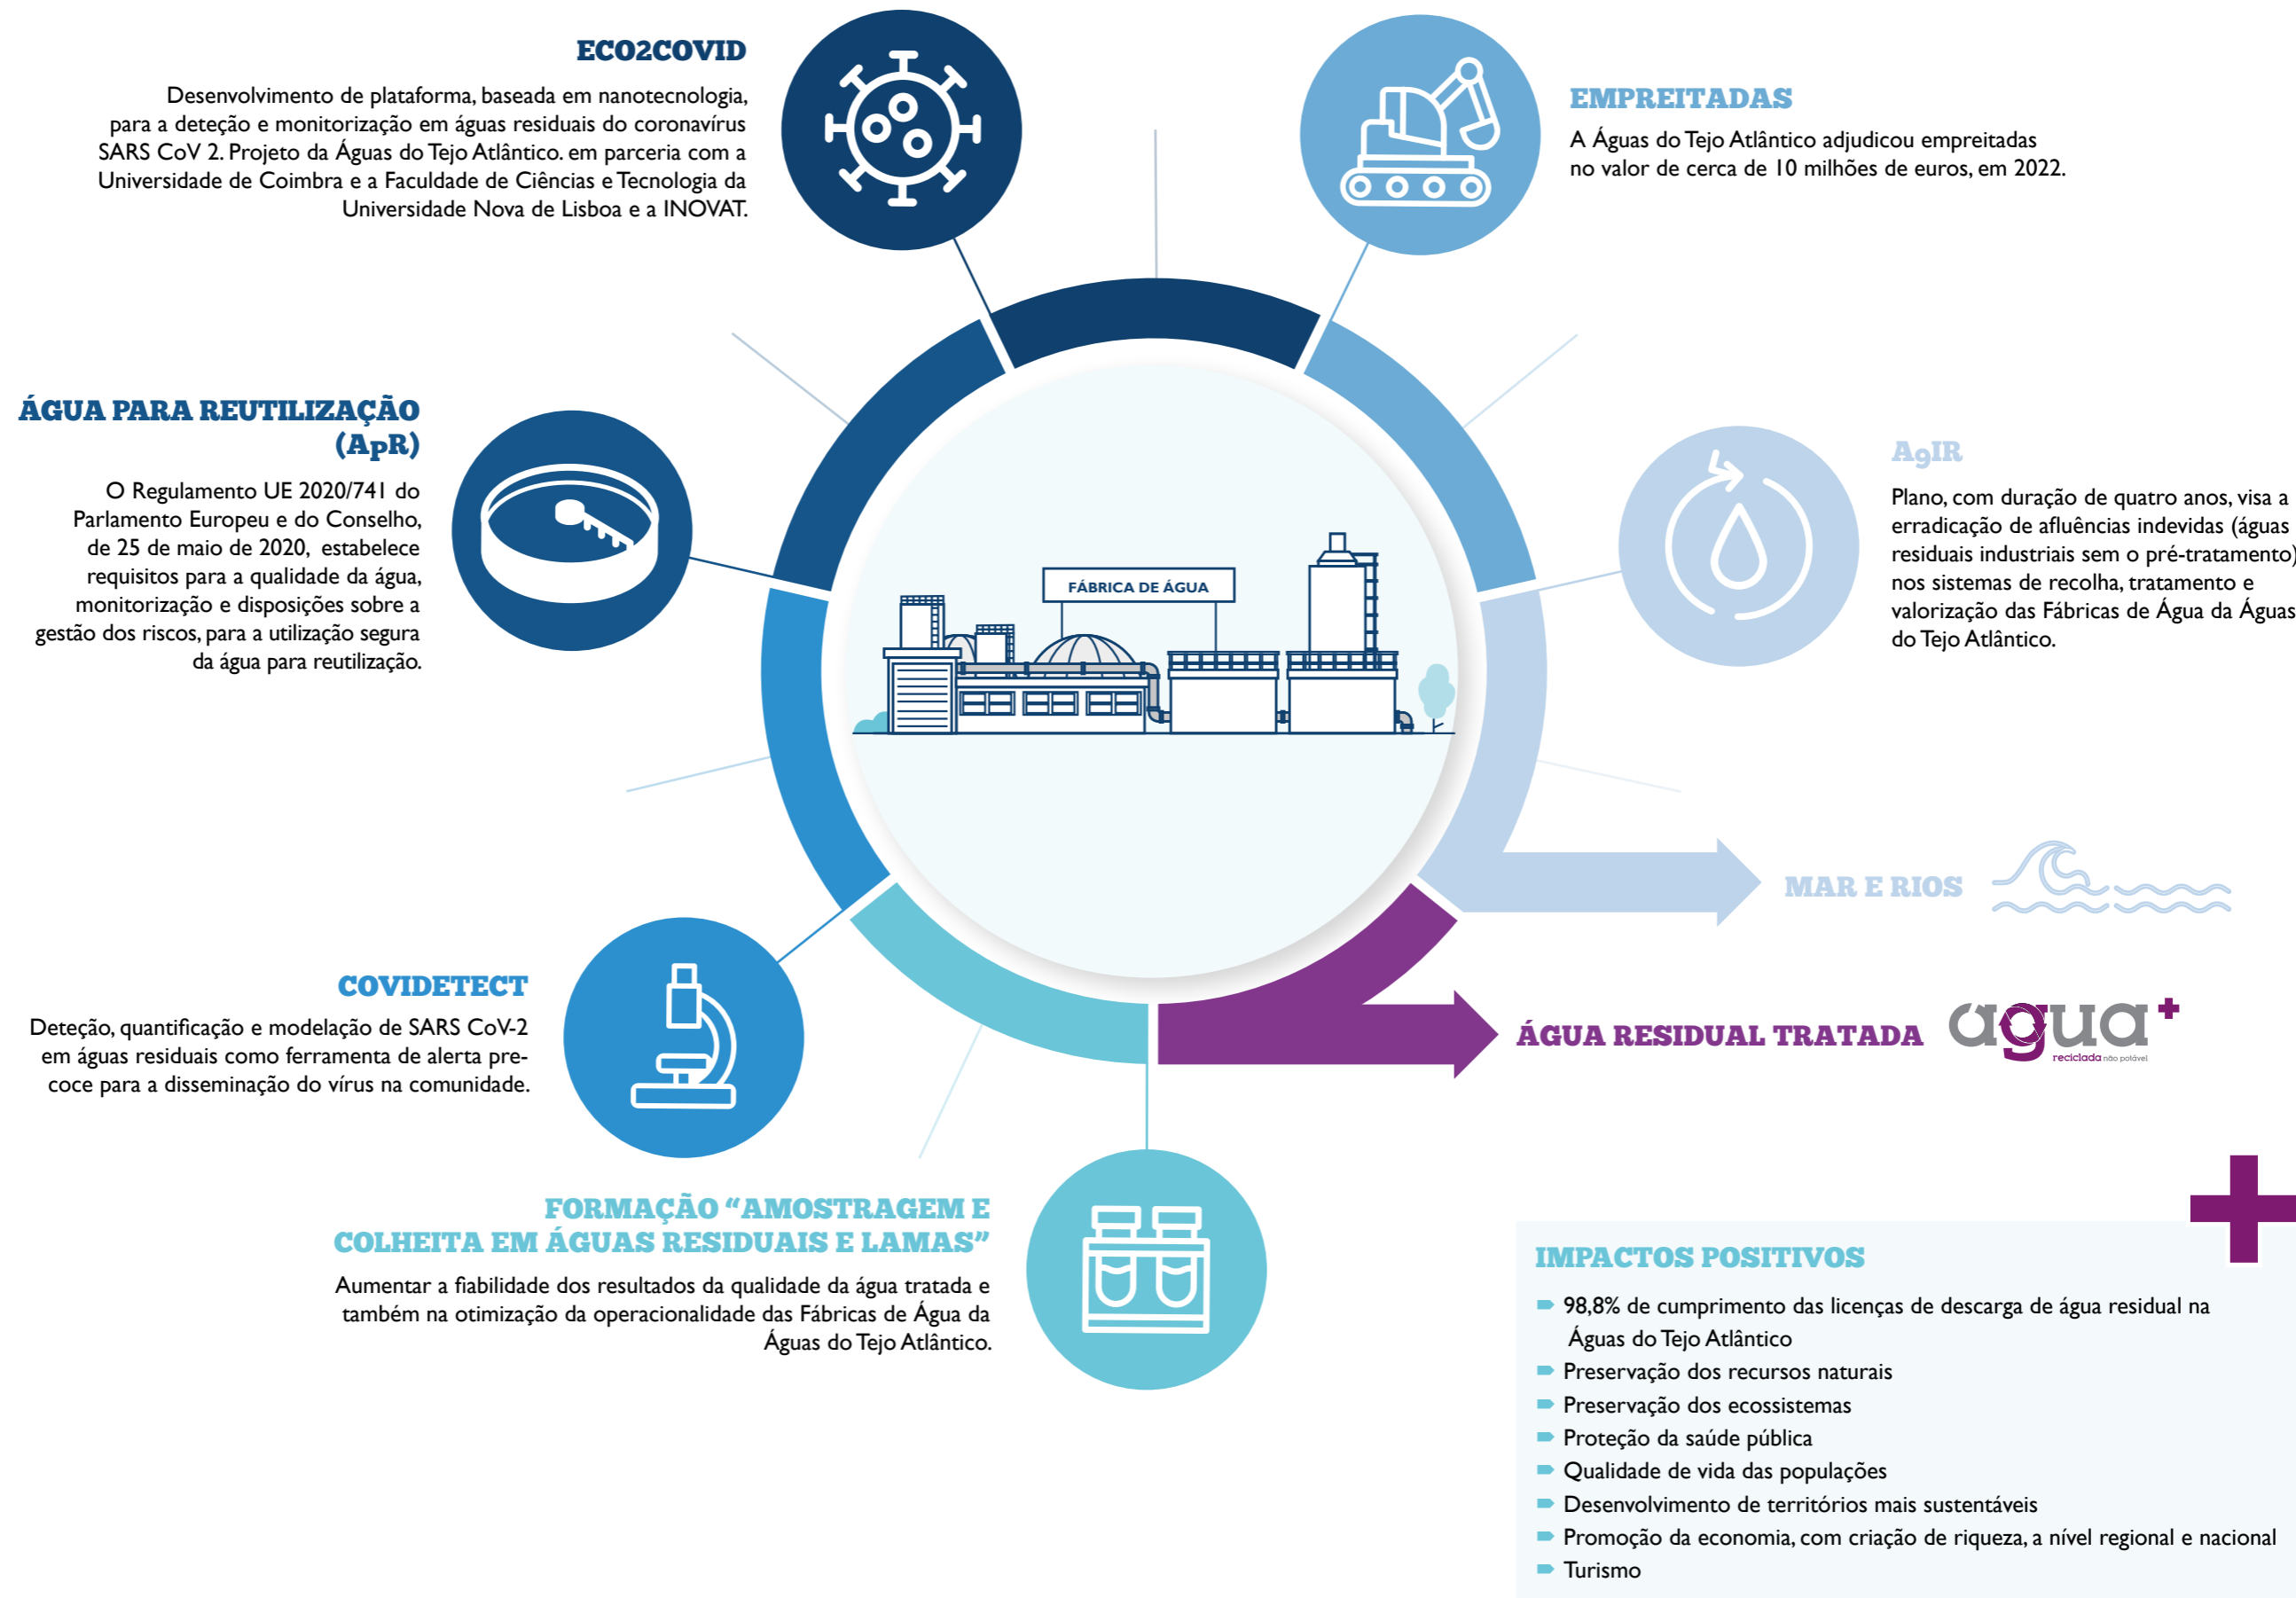 ECO2COVID
Desenvolvimento de plataforma, baseada em nanotecnologia,
para a deteção e monitorização em águas residuais do coronavírus
SARS CoV 2. Projeto da Águas do Tejo Atlântico. em parceria com a
Universidade de Coimbra e a Faculdade de Ciências e Tecnologia da
Universidade Nova de Lisboa e a INOVAT.
EMPREITADAS
A Águas do Tejo Atlântico adjudicou empreitadas
no valor de cerca de 10 milhões de euros, em 2022.
ÁGUA PARA REUTILIZAÇÃO
(ApR)
O Regulamento UE 2020/741 do
Parlamento Europeu e do Conselho,
de 25 de maio de 2020, estabelece
requisitos para a qualidade da água,
monitorização e disposições sobre a
gestão dos riscos, para a utilização segura
da água para reutilização.
A9IR
Plano, com duração de quatro anos, visa a
erradicação de afluências indevidas (águas
residuais industriais sem o pré-tratamento)
nos sistemas de recolha, tratamento e
valorização das Fábricas de Água da Águas
do Tejo Atlântico.
FÁBRICA DE ÁGUA
MAR E RIOS
COVIDETECT
Deteção, quantificação e modelação de SARS CoV-2
em águas residuais como ferramenta de alerta pre-
coce para a disseminação do vírus na comunidade.
ÁGUA RESIDUAL TRATADA
agua+
reciclada não potável
FORMAÇÃO “AMOSTRAGEM E
COLHEITA EM ÁGUAS RESIDUAIS E LAMAS”
Aumentar a fiabilidade dos resultados da qualidade da água tratada e
também na otimização da operacionalidade das Fábricas de Água da
Águas do Tejo Atlântico.
IMPACTOS POSITIVOS
98,8% de cumprimento das licenças de descarga de água residual na
Águas do Tejo Atlântico
Preservação dos recursos naturais
Preservação dos ecossistemas
Proteção da saúde pública
Qualidade de vida das populações
Desenvolvimento de territórios mais sustentáveis
Promoção da economia, com criação de riqueza, a nível regional e nacional
Turismo